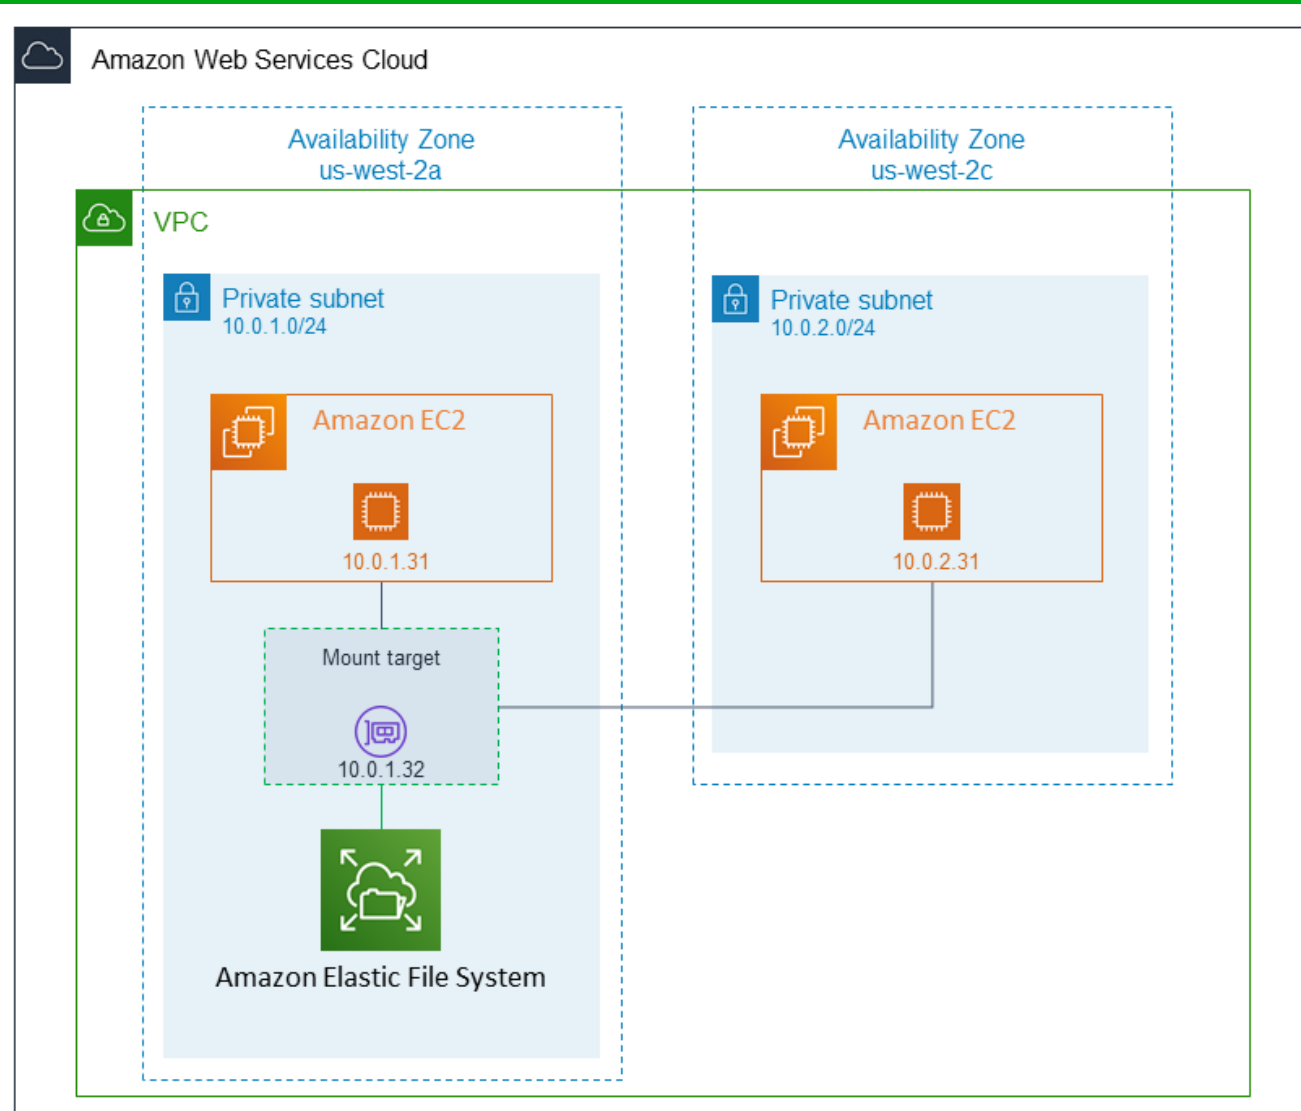 Amazon Web Services Cloud
Availability Zone
us-west-2a
Availability Zone
us-west-2c
VPC
Private subnet
10.0.1.0/24
Private subnet
10.0.2.0/24
Amazon EC2
10.0.1.31
Amazon EC2
10.0.2.31
Mount target
10.0.1.32
Amazon Elastic File System